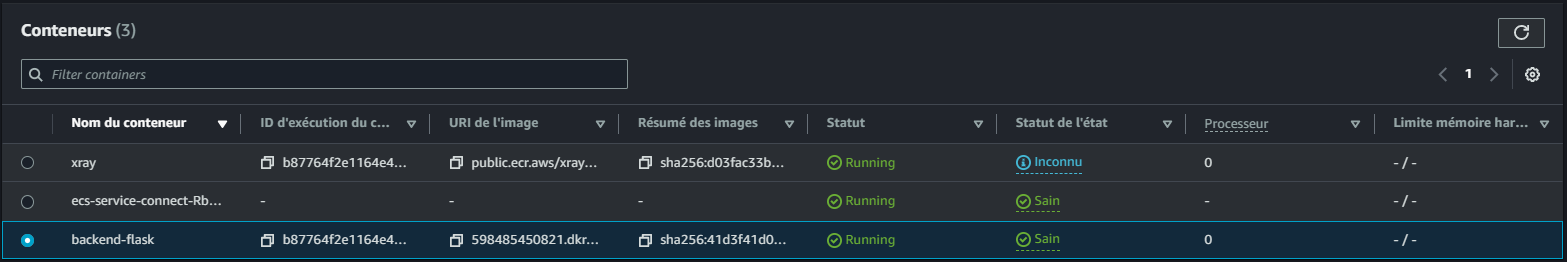 Conteneurs (3)
Filter containers
1
Nom du conteneur ID d'exécution du c... URI de l'image Résumé des images Statut Statut de l'état Processeur Limite mémoire har...
xray b87764f2e1164e4... public.ecr.aws/xray... sha256:d03fac33b... Running Inconnu 0 - / -
ecs-service-connect-Rb... - - - Running Sain - - / -
backend-flask b87764f2e1164e4... 598485450821.dkr... sha256:41d3f41d0... Running Sain 0 - / -